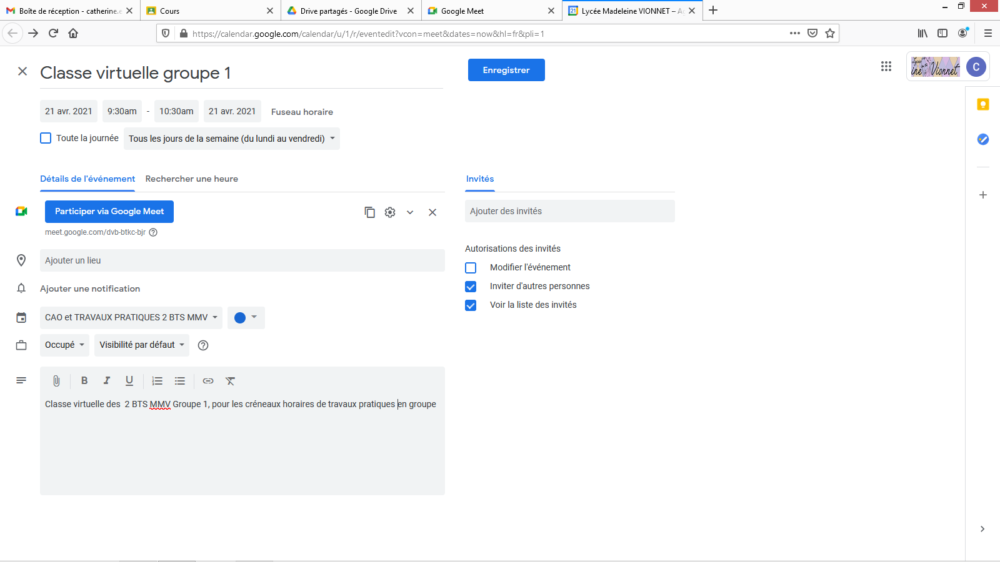 Boîte de réception - catherine.e
Cours
Drive partagés - Google Drive
Google Meet
Lycée Madeleine VIONNET – Ag
https://calendar.google.com/calendar/u/1/r/eventedit?vcon=meet&dates=now&hl=fr&pli=1
Classe virtuelle groupe 1
Enregistrer
Lycée
ine Vionnet
C
21 avr. 2021 9:30am - 10:30am 21 avr. 2021 Fuseau horaire
Toute la journée Tous les jours de la semaine (du lundi au vendredi)
Détails de l'événement Rechercher une heure
Invités
Participer via Google Meet
meet.google.com/dvb-btkc-bjr
Ajouter des invités
Ajouter un lieu
Autorisations des invités
Modifier l'événement
Inviter d'autres personnes
Voir la liste des invités
Ajouter une notification
CAO et TRAVAUX PRATIQUES 2 BTS MMV
Occupé Visibilité par défaut
B I U
Classe virtuelle des  2 BTS MMV Groupe 1, pour les créneaux horaires de travaux pratiques en groupe